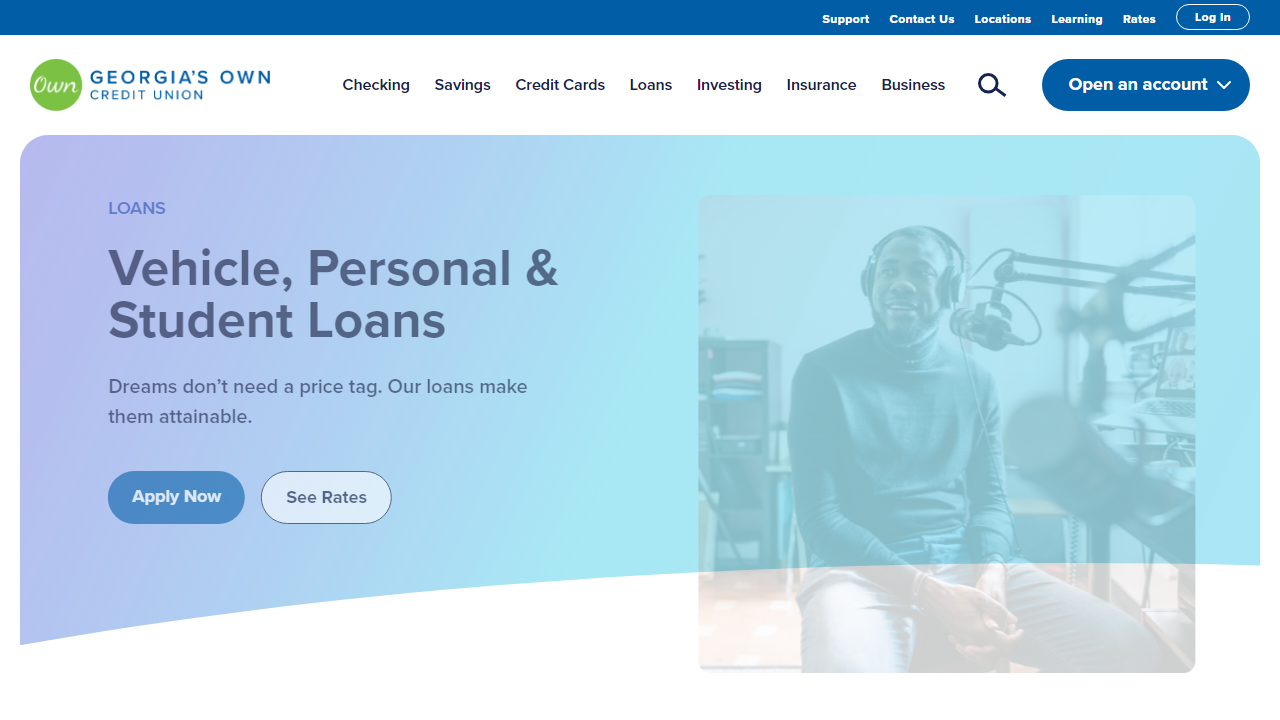 Support Contact Us Locations Learning Rates Log In
Own GEORGIA'S OWN
CREDIT UNION
Checking Savings Credit Cards Loans Investing Insurance Business Open an account
LOANS
Vehicle, Personal &
Student Loans
Dreams don’t need a price tag. Our loans make
them attainable.
Apply Now See Rates